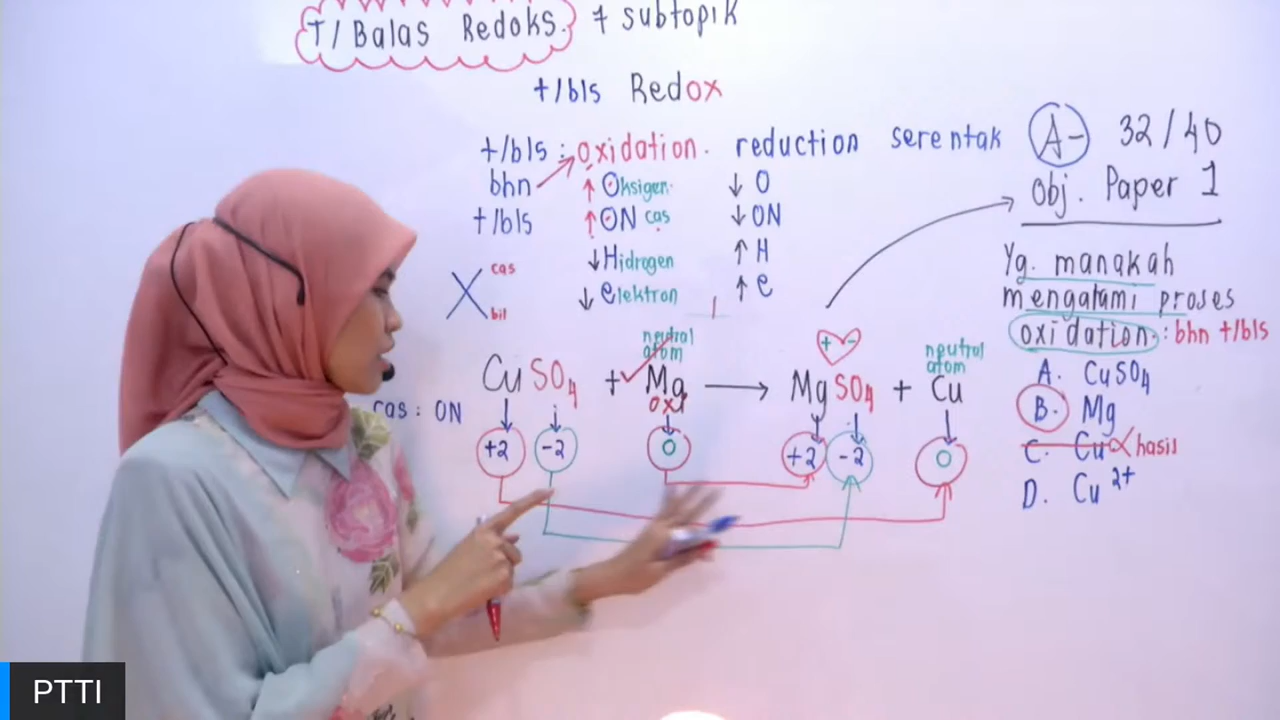 T/Balas Redoks. 7 subtopik
t/bls Redox
t/bls : oxidation. reduction serentak
bhn ↑ Oksigen. ↓ O
t/bls ↑ ON cas ↓ ON
↓ Hidrogen ↑ H
↓ elektron ↑ e
X cas
bil
neutral
atom
+ -
neutral
atom
CuSO4 + Mg → MgSO4 + Cu
oxi
cas : ON
+2 -2 0 +2 -2 0
A- 32/40
Obj. Paper 1
Yg. manakah
mengalami proses
oxidation. : bhn t/bls
A. CuSO4
B. Mg
C. Cu hasil
D. Cu2+
PTTI